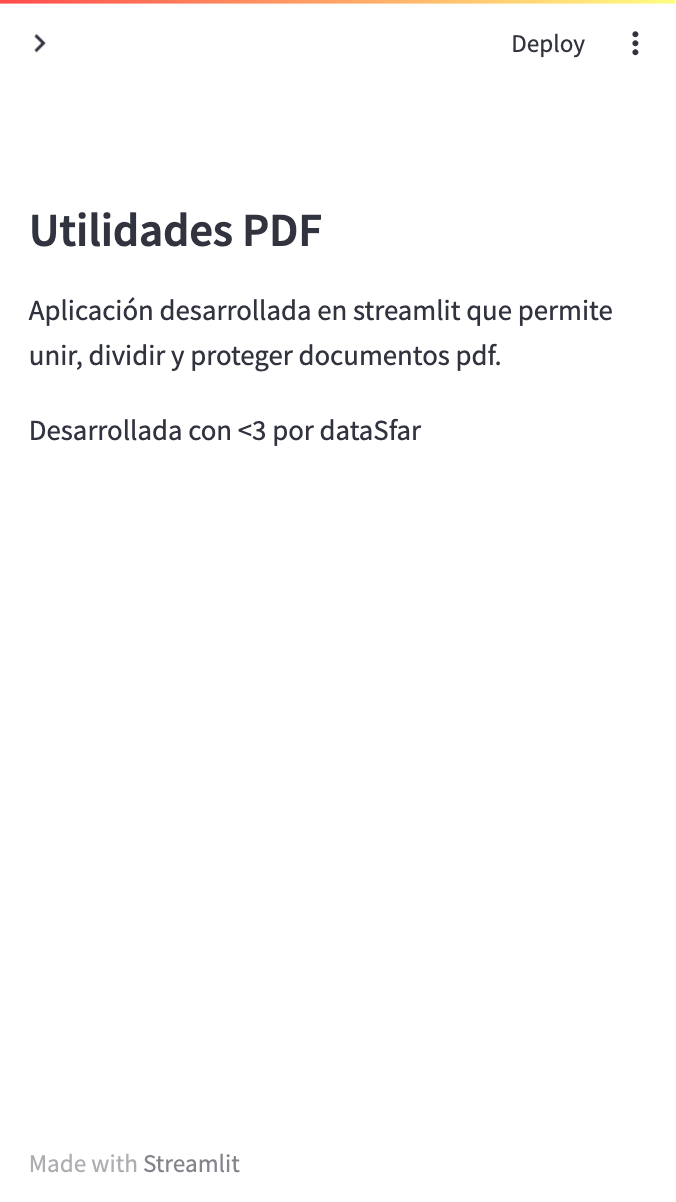 Deploy
Utilidades PDF
Aplicación desarrollada en streamlit que permite
unir, dividir y proteger documentos pdf.
Desarrollada con <3 por dataSfar
Made with Streamlit